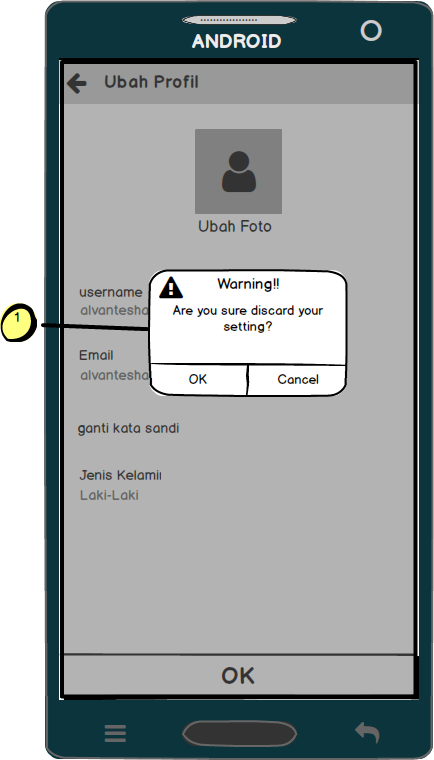 ANDROID
Ubah Profil
Ubah Foto
username
alvantesha
1
Warning!!
Are you sure discard your
setting?
OK
Cancel
Email
alvantesha
ganti kata sandi
Jenis Kelami
Laki-Laki
OK